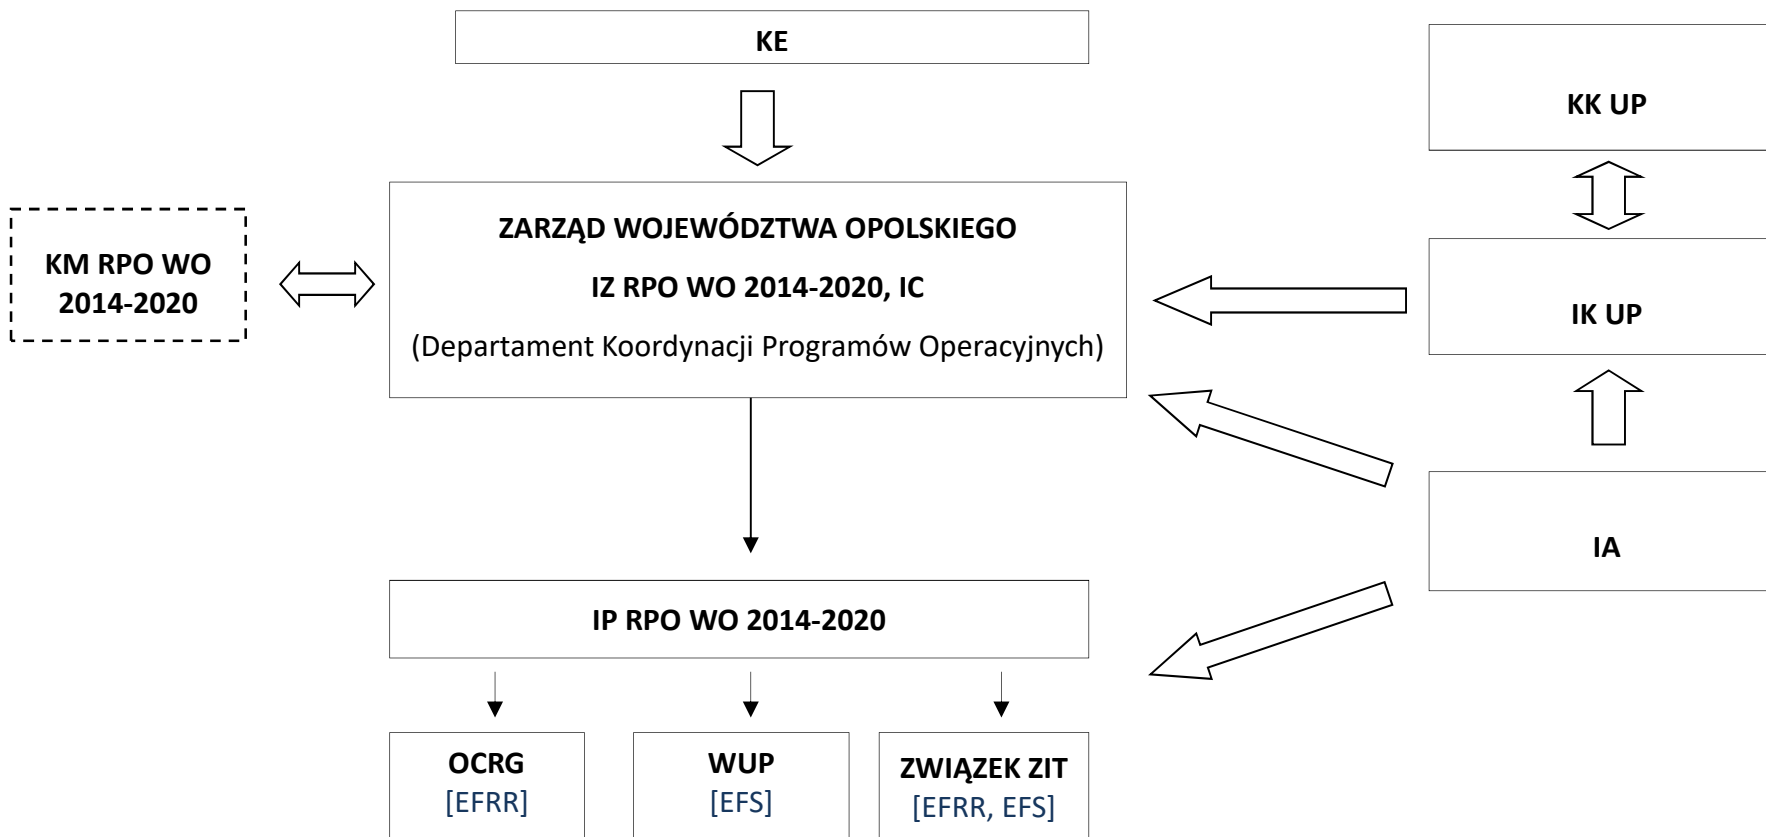 KE
KK UP
ZARZĄD WOJEWÓDZTWA OPOLSKIEGO
IZ RPO WO 2014-2020, IC
(Departament Koordynacji Programów Operacyjnych)
KM RPO WO
2014-2020
IK UP
IA
IP RPO WO 2014-2020
OCRG
[EFRR]
WUP
[EFS]
ZWIĄZEK ZIT
[EFRR, EFS]